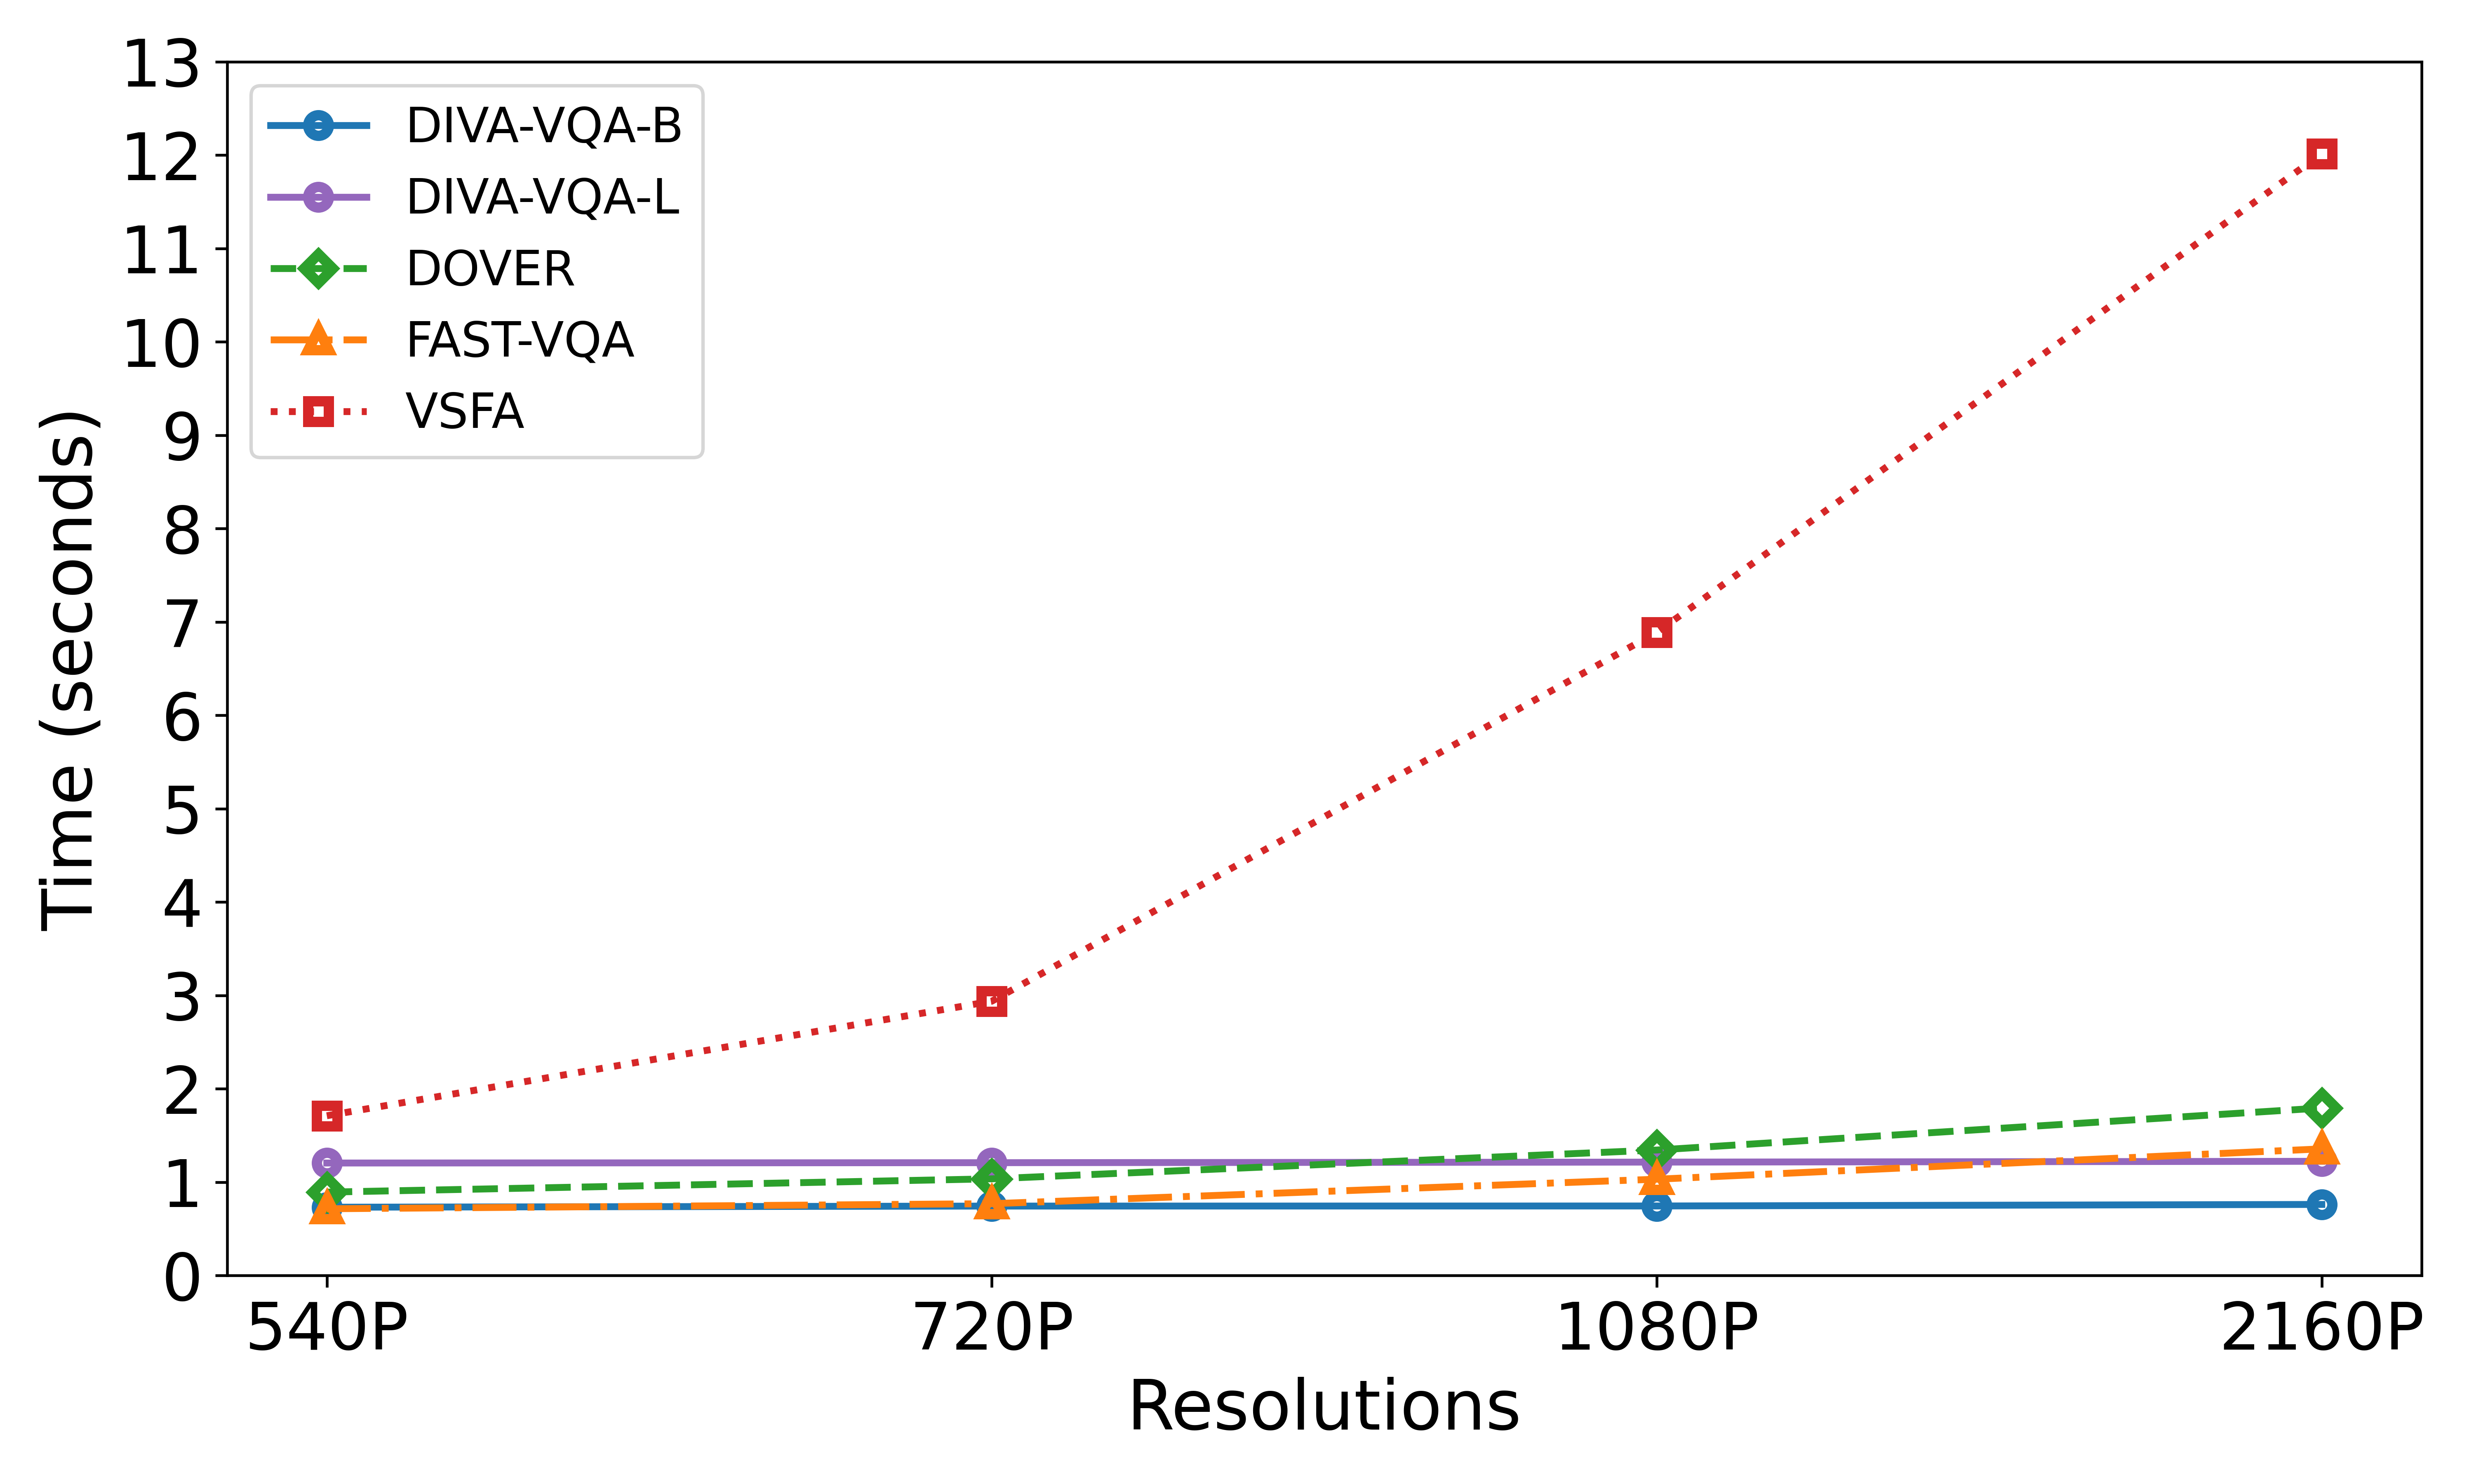 13
12
11
10
9
8
7
6
5
4
3
2
1
0
Time (seconds)
DIVA-VQA-B
DIVA-VQA-L
DOVER
FAST-VQA
VSFA
540P 720P 1080P 2160P
Resolutions